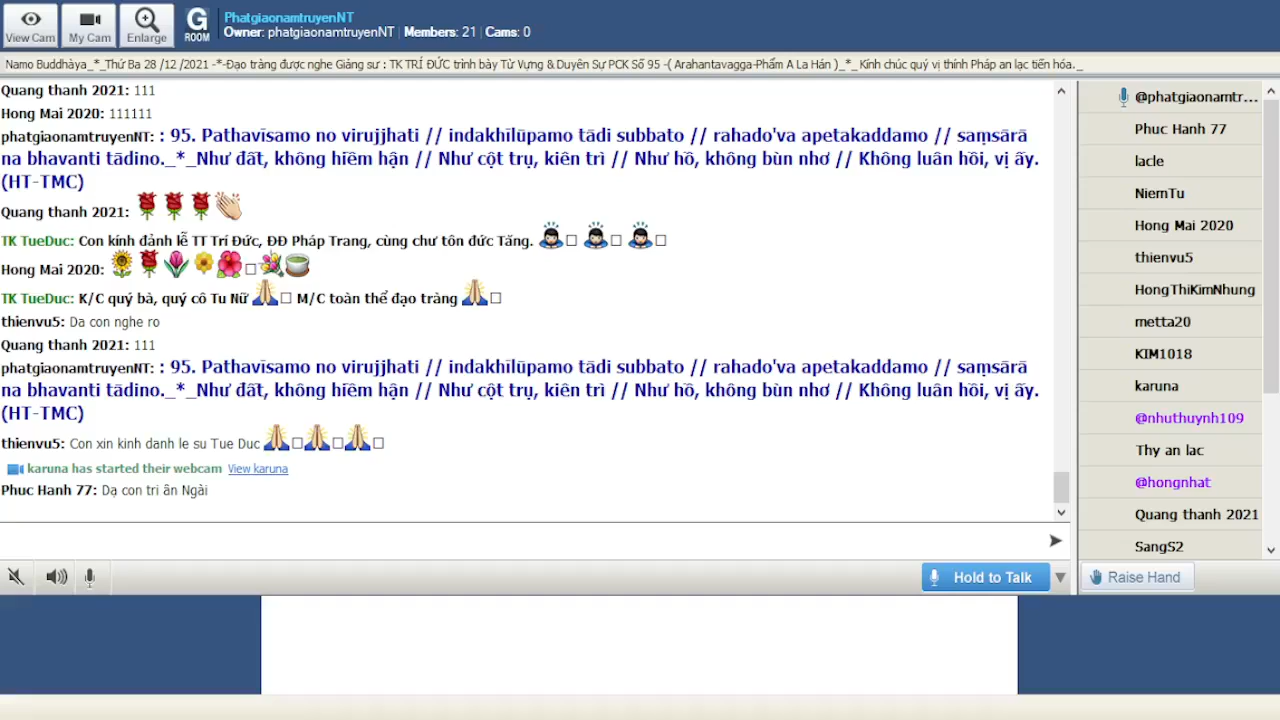 View Cam
My Cam
Enlarge
G
ROOM
PhatgiaonamtruyenNT
Owner: phatgiaonamtruyenNT | Members: 21 | Cams: 0
Namo Buddhàya_*_Thứ Ba 28 /12 /2021 -*-Đạo tràng được nghe Giảng sư : TK TRÍ ĐỨC trình bày Từ Vựng & Duyên Sự PCK Số 95 -( Arahantavagga-Phẩm A La Hán )_*_ Kính chúc quý vị thính Pháp an lạc tiến hóa._
Quang thanh 2021: 111
Hong Mai 2020: 111111
phatgiaonamtruyenNT: : 95. Pathavīsamo no virujjhati // indakhīlūpamo tādi subbato // rahado'va apetakaddamo // saṃsārā
na bhavanti tādino._*_Như đất, không hiềm hận // Như cột trụ, kiên trì // Như hồ, không bùn nhơ // Không luân hồi, vị ấy.
(HT-TMC)
Quang thanh 2021:
TK TueDuc: Con kính đảnh lễ TT Trí Đức, ĐĐ Pháp Trang, cùng chư tôn đức Tăng.
Hong Mai 2020:
TK TueDuc: K/C quý bà, quý cô Tu Nữ M/C toàn thể đạo tràng
thienvu5: Da con nghe ro
Quang thanh 2021: 111
phatgiaonamtruyenNT: : 95. Pathavīsamo no virujjhati // indakhīlūpamo tādi subbato // rahado'va apetakaddamo // saṃsārā
na bhavanti tādino._*_Như đất, không hiềm hận // Như cột trụ, kiên trì // Như hồ, không bùn nhơ // Không luân hồi, vị ấy.
(HT-TMC)
thienvu5: Con xin kinh danh le su Tue Duc
karuna has started their webcam View karuna
Phuc Hanh 77: Dạ con tri ân Ngài
Hold to Talk
@phatgiaonamtr...
Phuc Hanh 77
lacle
NiemTu
Hong Mai 2020
thienvu5
HongThiKimNhung
metta20
KIM1018
karuna
@nhuthuynh109
Thy an lac
@hongnhat
Quang thanh 2021
SangS2
Raise Hand